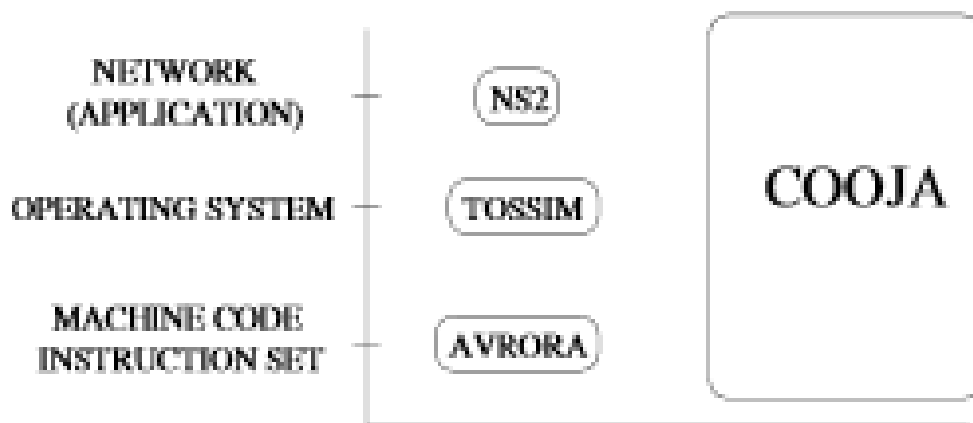 NETWORK
(APPLICATION)
NS2
COOJA
OPERATING SYSTEM
TOSSIM
MACHINE CODE
INSTRUCTION SET
AVRORA